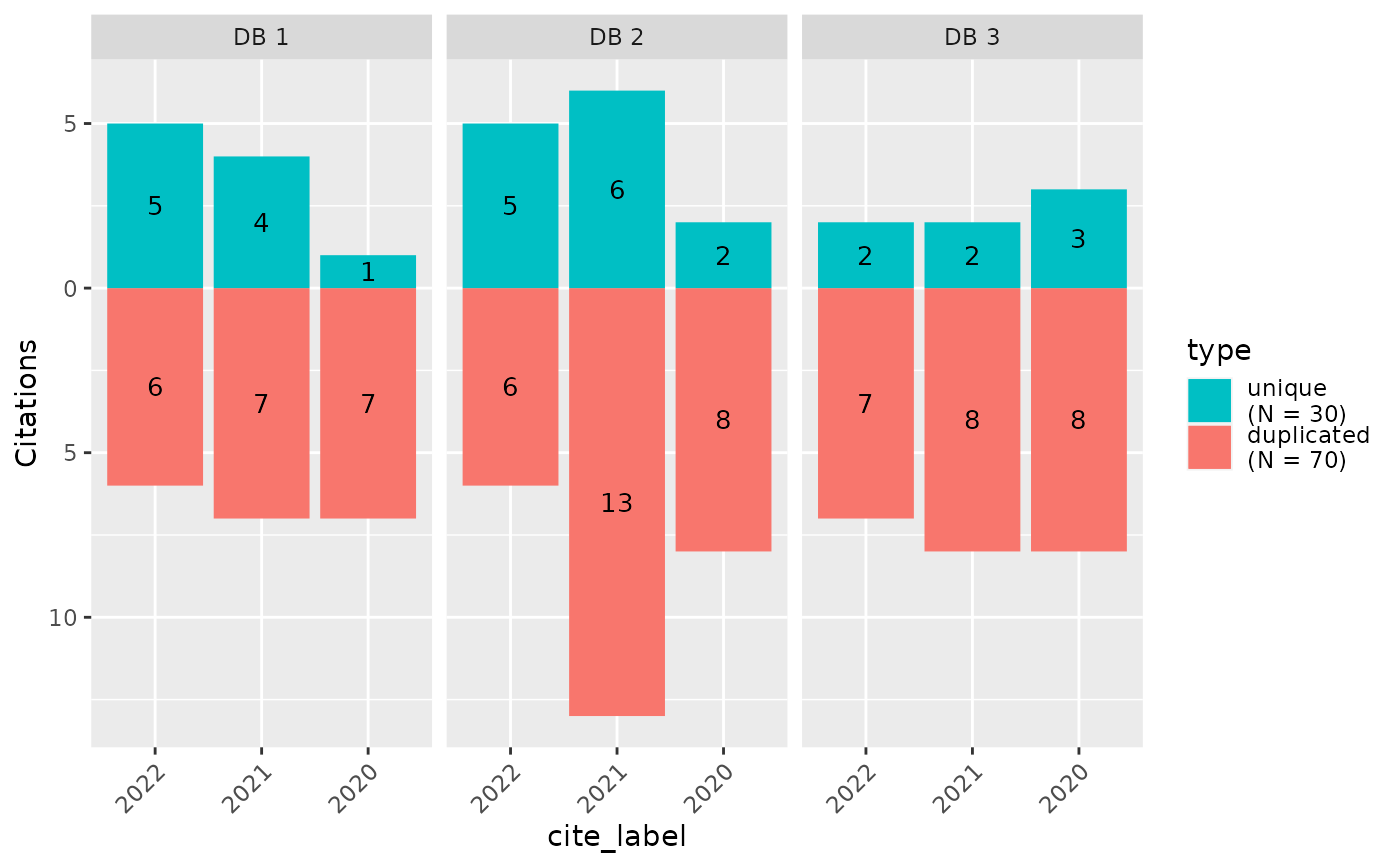 DB 1 DB 2 DB 3
5
5 4 1 5 6 2 2 2 3
0
6 7 7 6 13 8 7 8 8
5
10
Citations
2022 2021 2020 2022 2021 2020 2022 2021 2020
cite_label
type
unique
(N = 30)
duplicated
(N = 70)